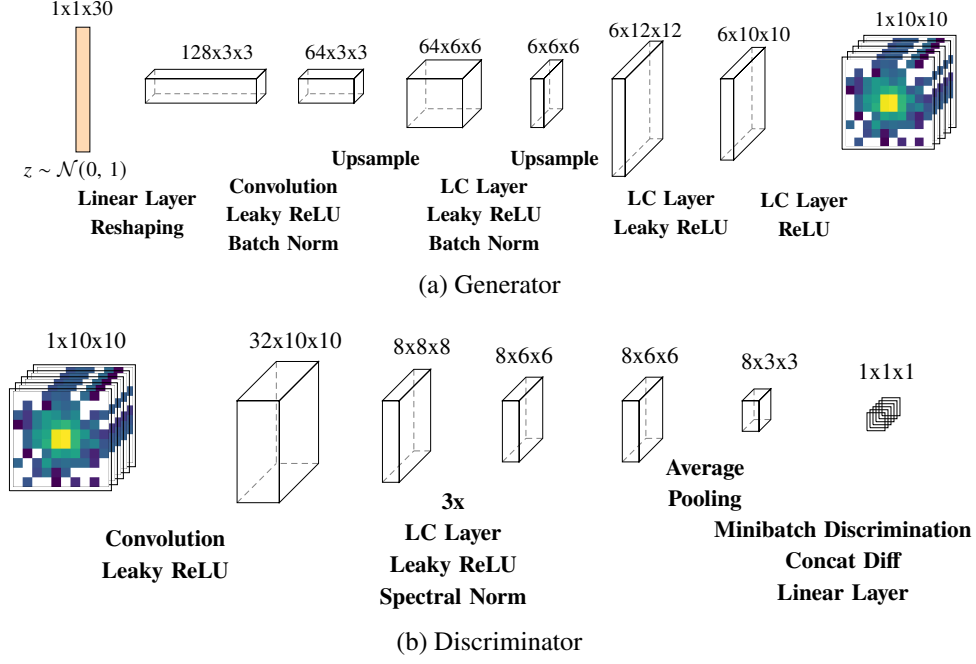 1x1x30
128x3x3
64x3x3
64x6x6
6x6x6
6x12x12
6x10x10
1x10x10
z ~ 𝒩(0, 1)
Linear Layer
Reshaping
Convolution
Leaky ReLU
Batch Norm
Upsample
LC Layer
Leaky ReLU
Batch Norm
Upsample
LC Layer
Leaky ReLU
LC Layer
ReLU
(a) Generator
1x10x10
32x10x10
8x8x8
8x6x6
8x6x6
8x3x3
1x1x1
Convolution
Leaky ReLU
3x
LC Layer
Leaky ReLU
Spectral Norm
Average
Pooling
Minibatch Discrimination
Concat Diff
Linear Layer
(b) Discriminator